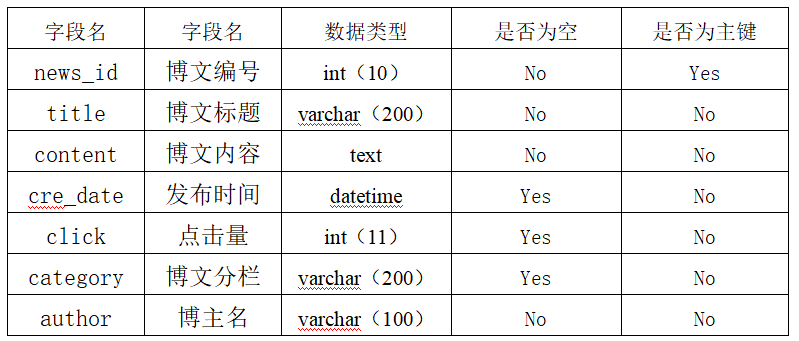 字段名 字段名 数据类型 是否为空 是否为主键
news_id 博文编号 int（10） No Yes
title 博文标题 varchar（200） No No
content 博文内容 text No No
cre_date 发布时间 datetime Yes No
click 点击量 int（11） Yes No
category 博文分栏 varchar（200） Yes No
author 博主名 varchar（100） No No